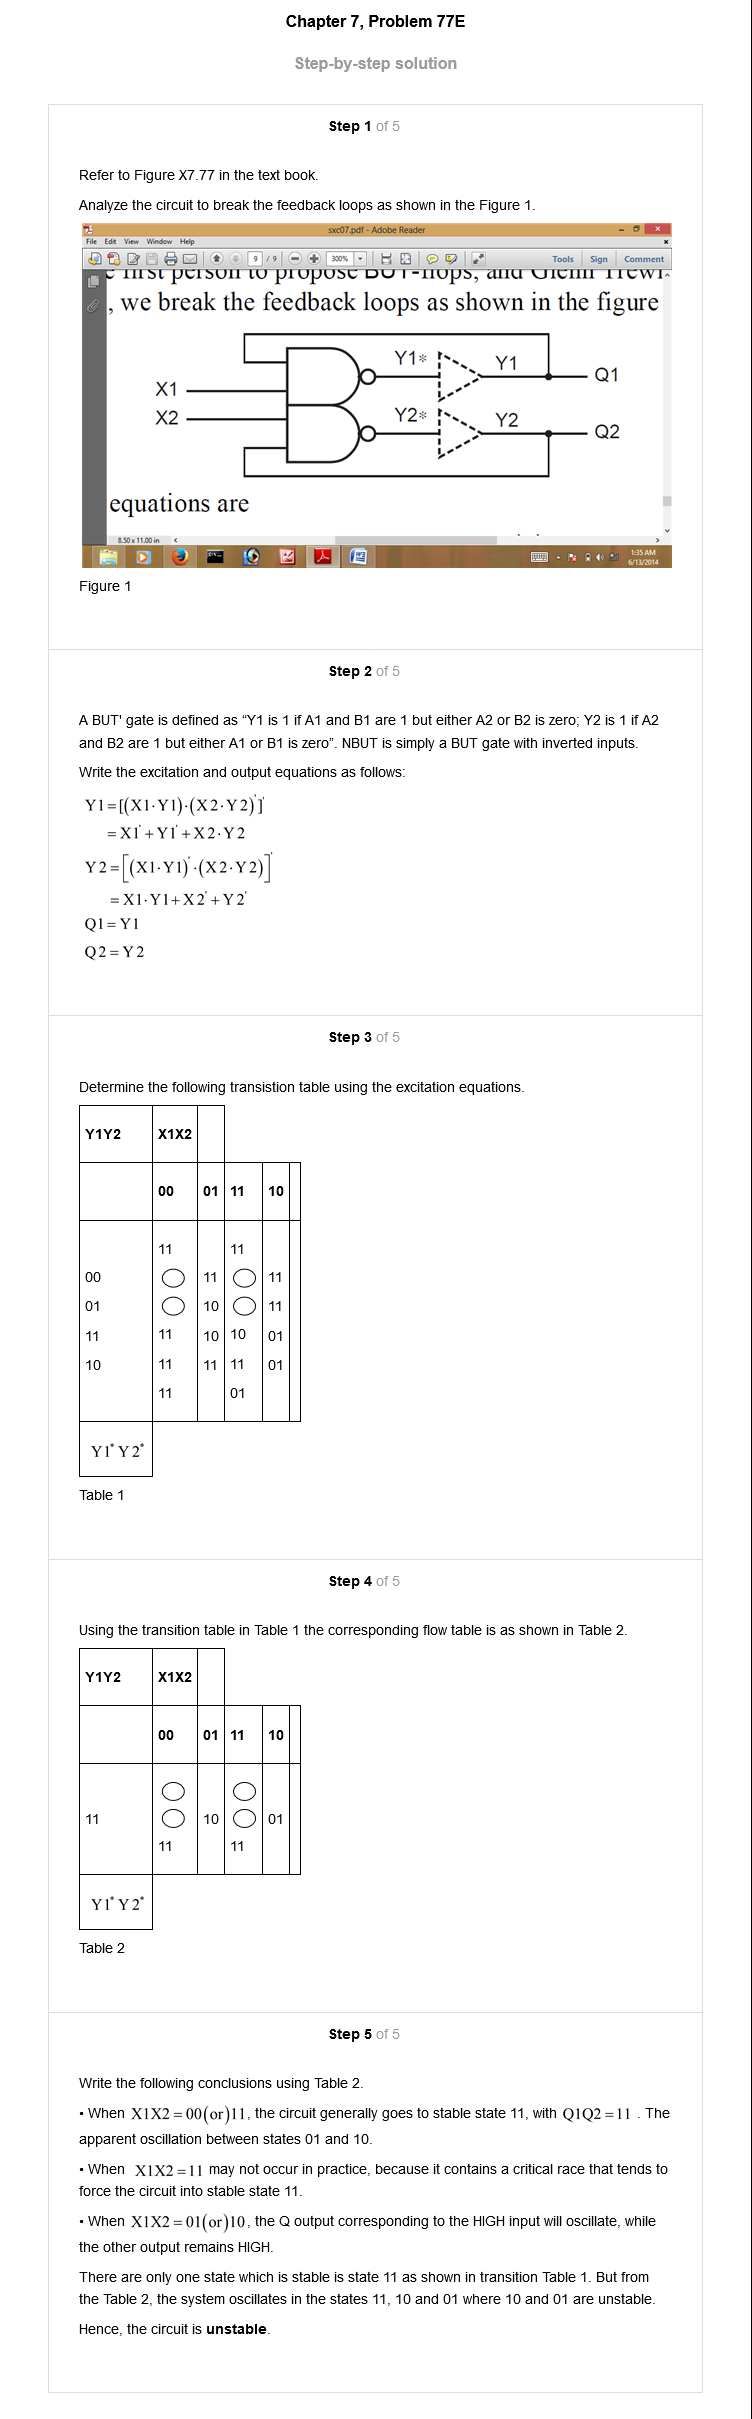 Chapter 7, Problem 77E
Step-by-step solution
Step 1 of 5
Refer to Figure X7.77 in the text book.
Analyze the circuit to break the feedback loops as shown in the Figure 1.
sxc07.pdf - Adobe Reader
File Edit View Window Help
9 / 9 300% Tools Sign Comment
e first person to propose BUT-flops, and Glenn Trewi
, we break the feedback loops as shown in the figure
Y1* Y1 Q1
X1
X2
Y2* Y2 Q2
equations are
8.50 x 11.00 in
1:35 AM
6/13/2014
Figure 1
Step 2 of 5
A BUT' gate is defined as “Y1 is 1 if A1 and B1 are 1 but either A2 or B2 is zero; Y2 is 1 if A2
and B2 are 1 but either A1 or B1 is zero”. NBUT is simply a BUT gate with inverted inputs.
Write the excitation and output equations as follows:
Y1=[(X1·Y1)·(X2·Y2)']'
=X1'+Y1'+X2·Y2
Y2=[(X1·Y1)'·(X2·Y2)]'
=X1·Y1+X2'+Y2'
Q1=Y1
Q2=Y2
Step 3 of 5
Determine the following transistion table using the excitation equations.
Y1Y2 X1X2
00 01 11 10
11 11
00 11 11
01 10 11
11 11 10 10 01
10 11 11 11 01
11 01
Y1* Y2*
Table 1
Step 4 of 5
Using the transition table in Table 1 the corresponding flow table is as shown in Table 2.
Y1Y2 X1X2
00 01 11 10
11 10 01
11 11
Y1* Y2*
Table 2
Step 5 of 5
Write the following conclusions using Table 2.
• When X1X2=00(or)11, the circuit generally goes to stable state 11, with Q1Q2=11 . The
apparent oscillation between states 01 and 10.
• When X1X2=11 may not occur in practice, because it contains a critical race that tends to
force the circuit into stable state 11.
• When X1X2=01(or)10, the Q output corresponding to the HIGH input will oscillate, while
the other output remains HIGH.
There are only one state which is stable is state 11 as shown in transition Table 1. But from
the Table 2, the system oscillates in the states 11, 10 and 01 where 10 and 01 are unstable.
Hence, the circuit is unstable.